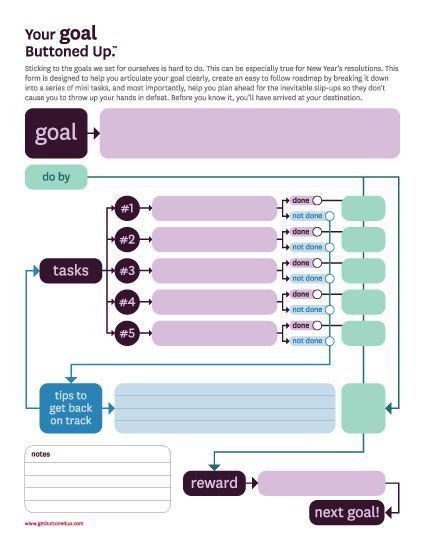 Your goal
Buttoned Up.™
Sticking to the goals we set for ourselves is hard to do. This can be especially true for New Year's resolutions. This
form is designed to help you articulate your goal clearly, create an easy to follow roadmap by breaking it down
into a series of mini tasks, and most importantly, help you plan ahead for the inevitable slip-ups so they don't
cause you to throw up your hands in defeat. Before you know it, you'll have arrived at your destination.
goal
do by
tasks
#1
done
not done
#2
done
not done
#3
done
not done
#4
done
not done
#5
done
not done
tips to
get back
on track
notes
reward
next goal!
www.getbuttonedup.com